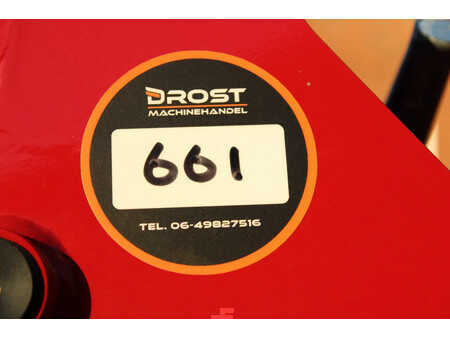 DROST
MACHINEHANDEL
661
TEL. 06-49827516